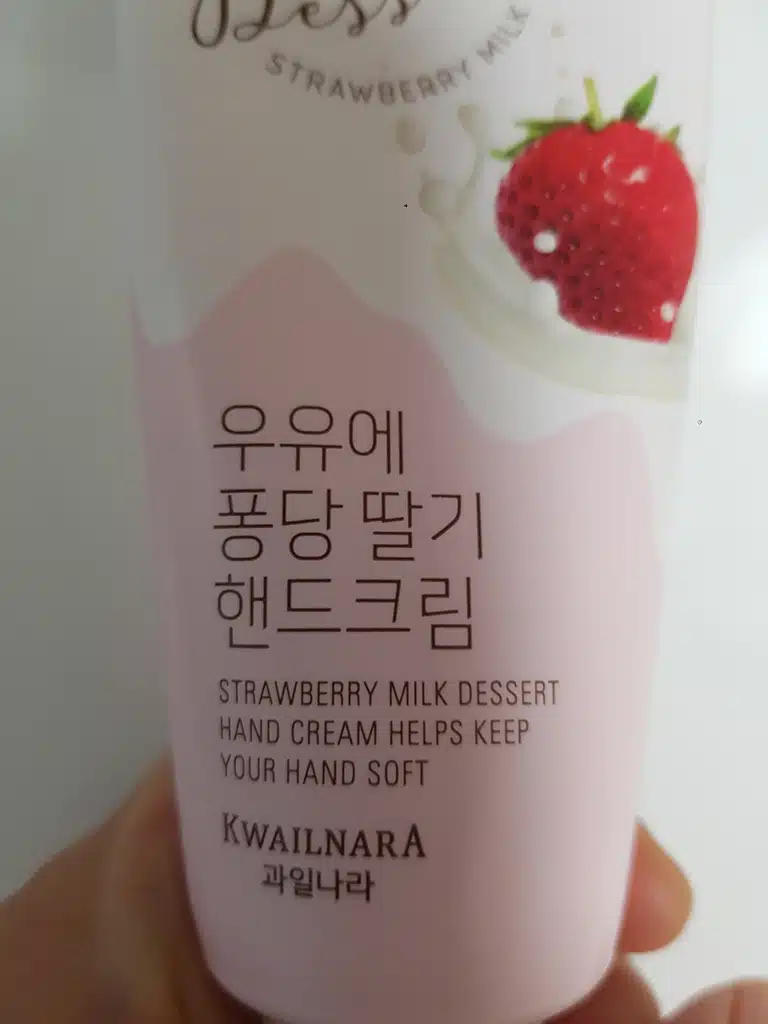 STRAWBERRY MILK
우유에
퐁당 딸기
핸드크림
STRAWBERRY MILK DESSERT
HAND CREAM HELPS KEEP
YOUR HAND SOFT
KWAILNARA
과일나라